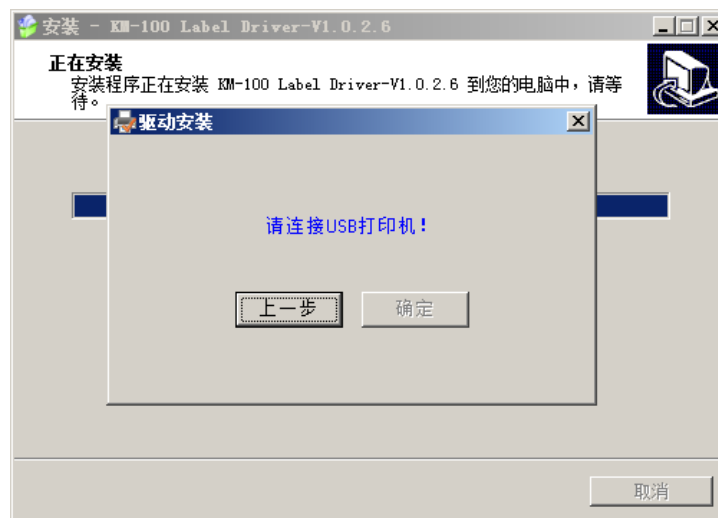 安装 - KM-100 Label Driver-V1.0.2.6
正在安装
安装程序正在安装 KM-100 Label Driver-V1.0.2.6 到您的电脑中，请等
待。
驱动安装
请连接USB打印机！
上一步
确定
取消